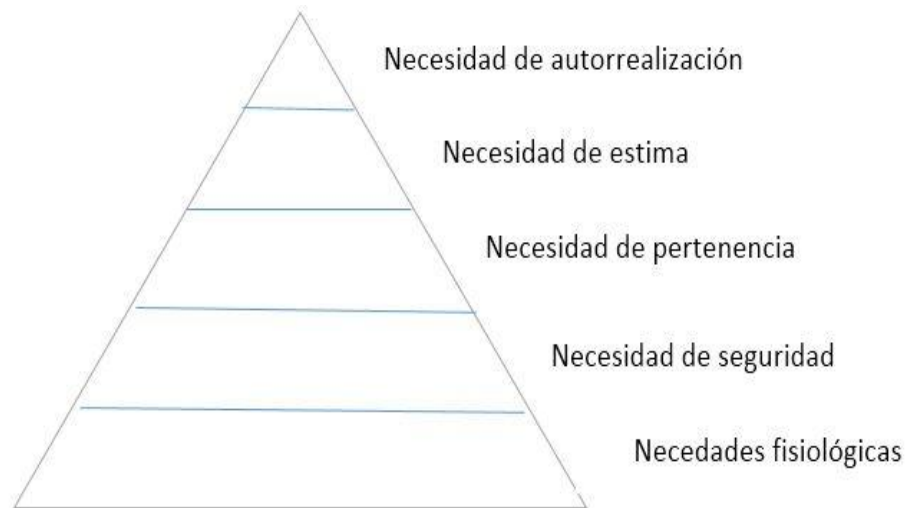 Necesidad de autorrealización
Necesidad de estima
Necesidad de pertenencia
Necesidad de seguridad
Necedades fisiológicas